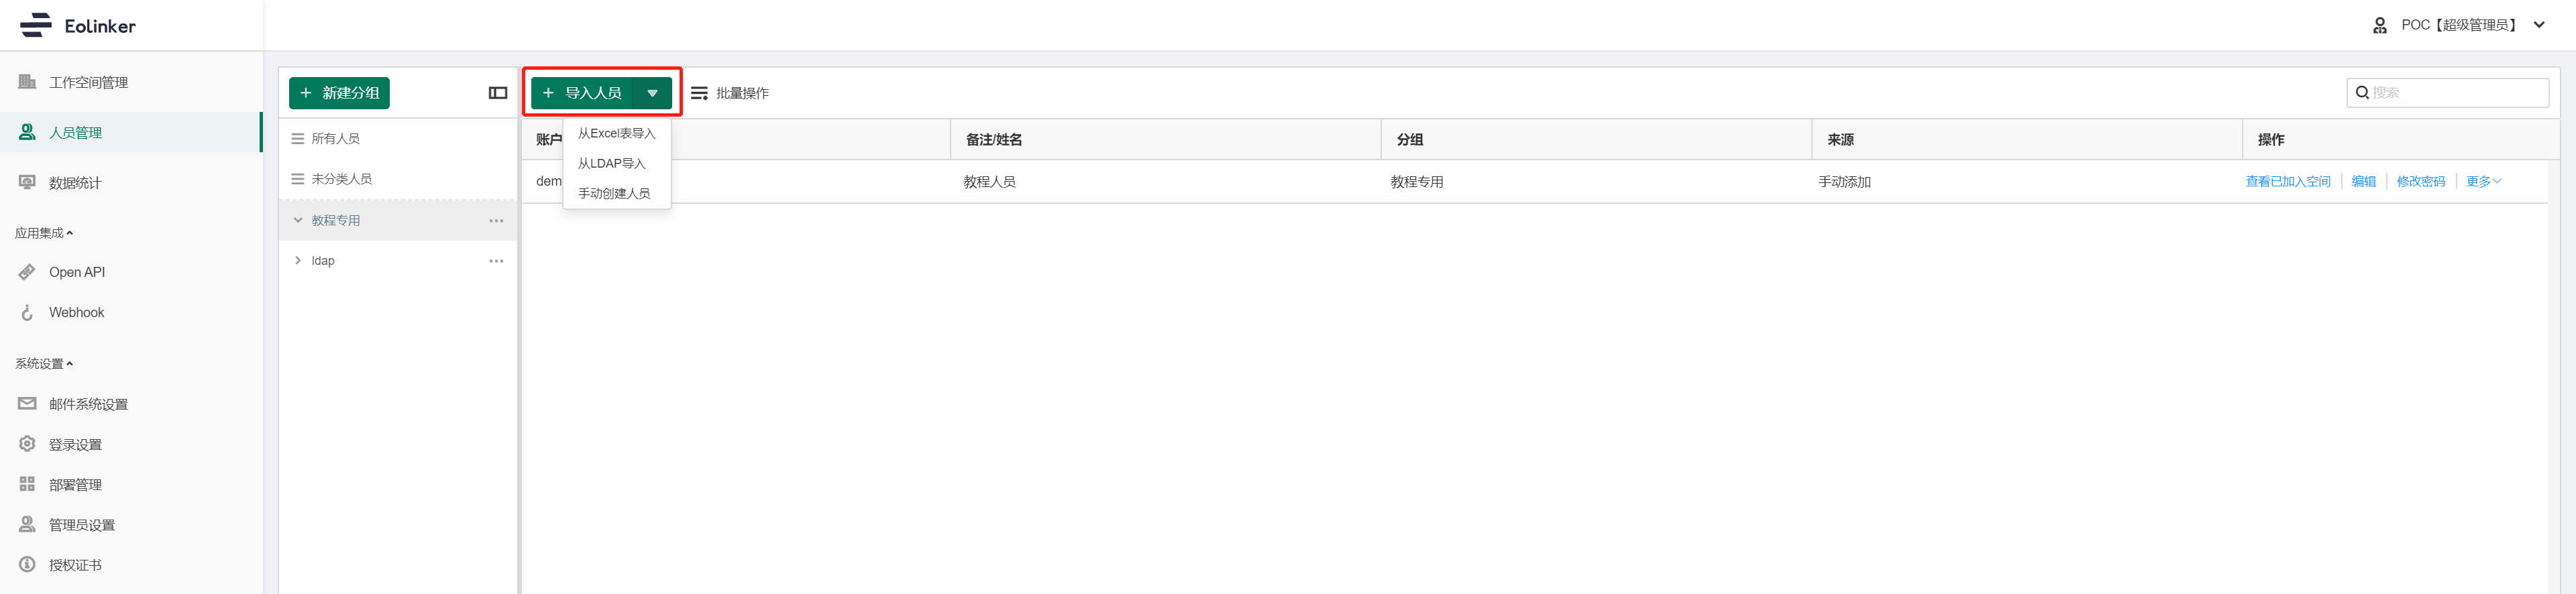 Eolinker
POC【超级管理员】
工作空间管理
人员管理
数据统计
应用集成
Open API
Webhook
系统设置
邮件系统设置
登录设置
部署管理
管理员设置
授权证书
+ 新建分组
所有人员
未分类人员
教程专用
ldap
+ 导入人员
批量操作
搜索
从Excel表导入
从LDAP导入
手动创建人员
账户 备注/姓名 分组 来源 操作
dem 教程人员 教程专用 手动添加 查看已加入空间 编辑 修改密码 更多